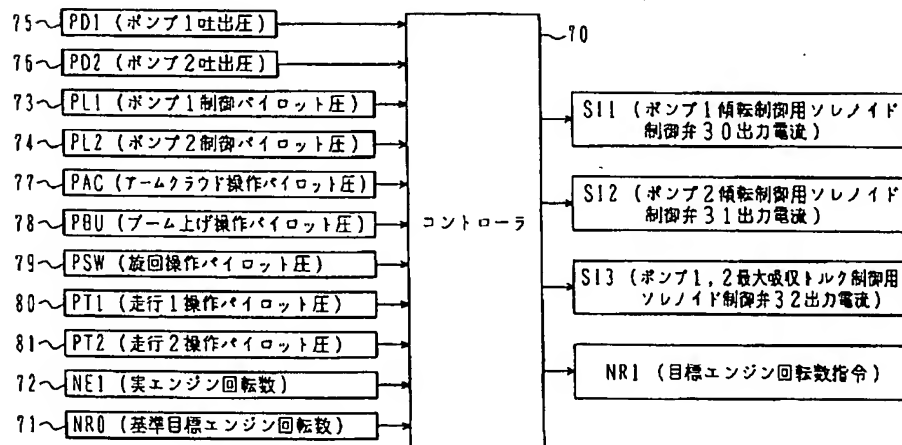 75 PD1 (ポンプ1吐出圧)
76 PD2 (ポンプ2吐出圧)
73 PL1 (ポンプ1制御パイロット圧)
74 PL2 (ポンプ2制御パイロット圧)
77 PAC (アームクラウド操作パイロット圧)
78 PBU (ブーム上げ操作パイロット圧)
79 PSW (旋回操作パイロット圧)
80 PT1 (走行1操作パイロット圧)
81 PT2 (走行2操作パイロット圧)
72 NE1 (実エンジン回転数)
71 NR0 (基準目標エンジン回転数)
コントローラ
70
SI1 (ポンプ1傾転制御用ソレノイド
制御弁30出力電流)
SI2 (ポンプ2傾転制御用ソレノイド
制御弁31出力電流)
SI3 (ポンプ1,2最大吸収トルク制御用
ソレノイド制御弁32出力電流)
NR1 (目標エンジン回転数指令)